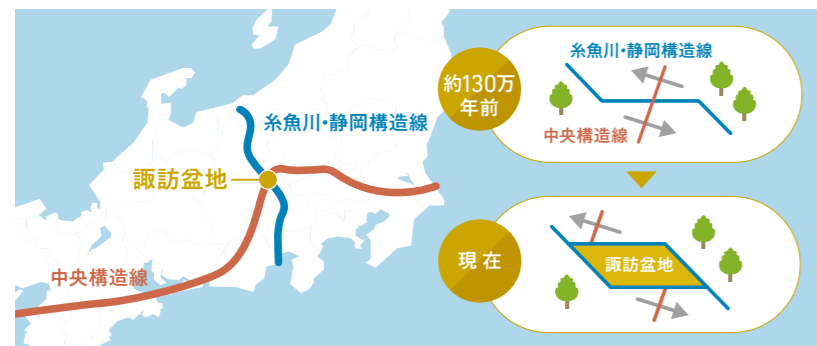 糸魚川・静岡構造線
諏訪盆地
中央構造線
約130万
年前
糸魚川・静岡構造線
中央構造線
現在
諏訪盆地